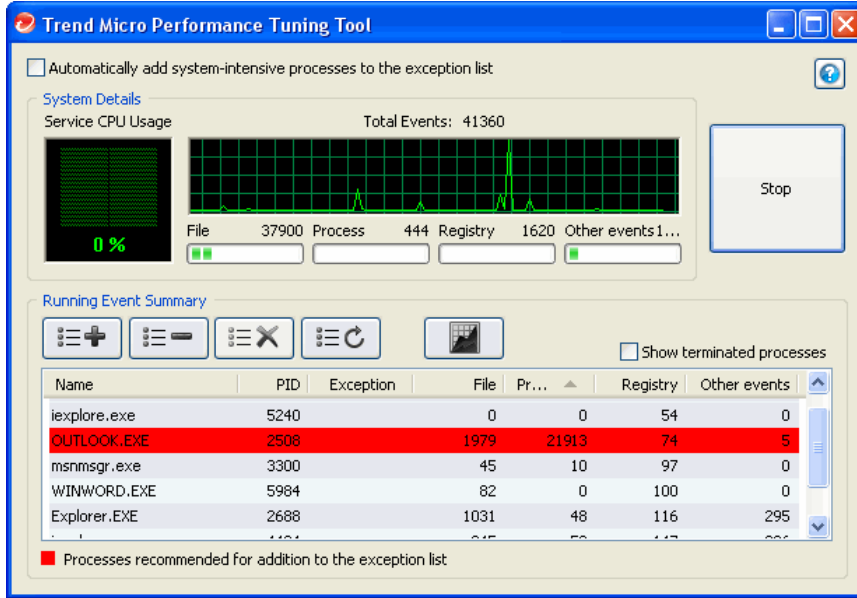 Trend Micro Performance Tuning Tool
Automatically add system-intensive processes to the exception list
System Details
Service CPU Usage Total Events: 41360
Stop
0 %
File 37900 Process 444 Registry 1620 Other events1...
Running Event Summary
Show terminated processes
Name PID Exception File Pr... Registry Other events
iexplore.exe 5240 0 0 54 0
OUTLOOK.EXE 2508 1979 21913 74 5
msnmsgr.exe 3300 45 10 97 0
WINWORD.EXE 5984 82 0 100 0
Explorer.EXE 2688 1031 48 116 295
Processes recommended for addition to the exception list